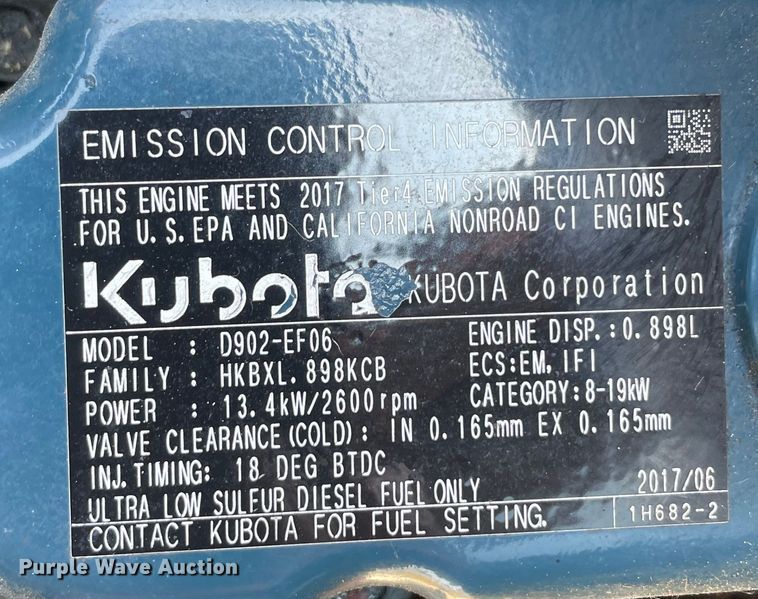 EMISSION CONTROL INFORMATION
THIS ENGINE MEETS 2017 Tier4 EMISSION REGULATIONS
FOR U.S.EPA AND CALIFORNIA NONROAD CI ENGINES.
Kubota KUBOTA Corporation
MODEL : D902-EF06 ENGINE DISP.:0.898L
FAMILY : HKBXL.898KCB ECS:EM,IFI
POWER : 13.4kW/2600rpm CATEGORY:8-19kW
VALVE CLEARANCE(COLD): IN 0.165mm EX 0.165mm
INJ.TIMING: 18 DEG BTDC
ULTRA LOW SULFUR DIESEL FUEL ONLY 2017/06
CONTACT KUBOTA FOR FUEL SETTING. 1H682-2
Purple Wave Auction